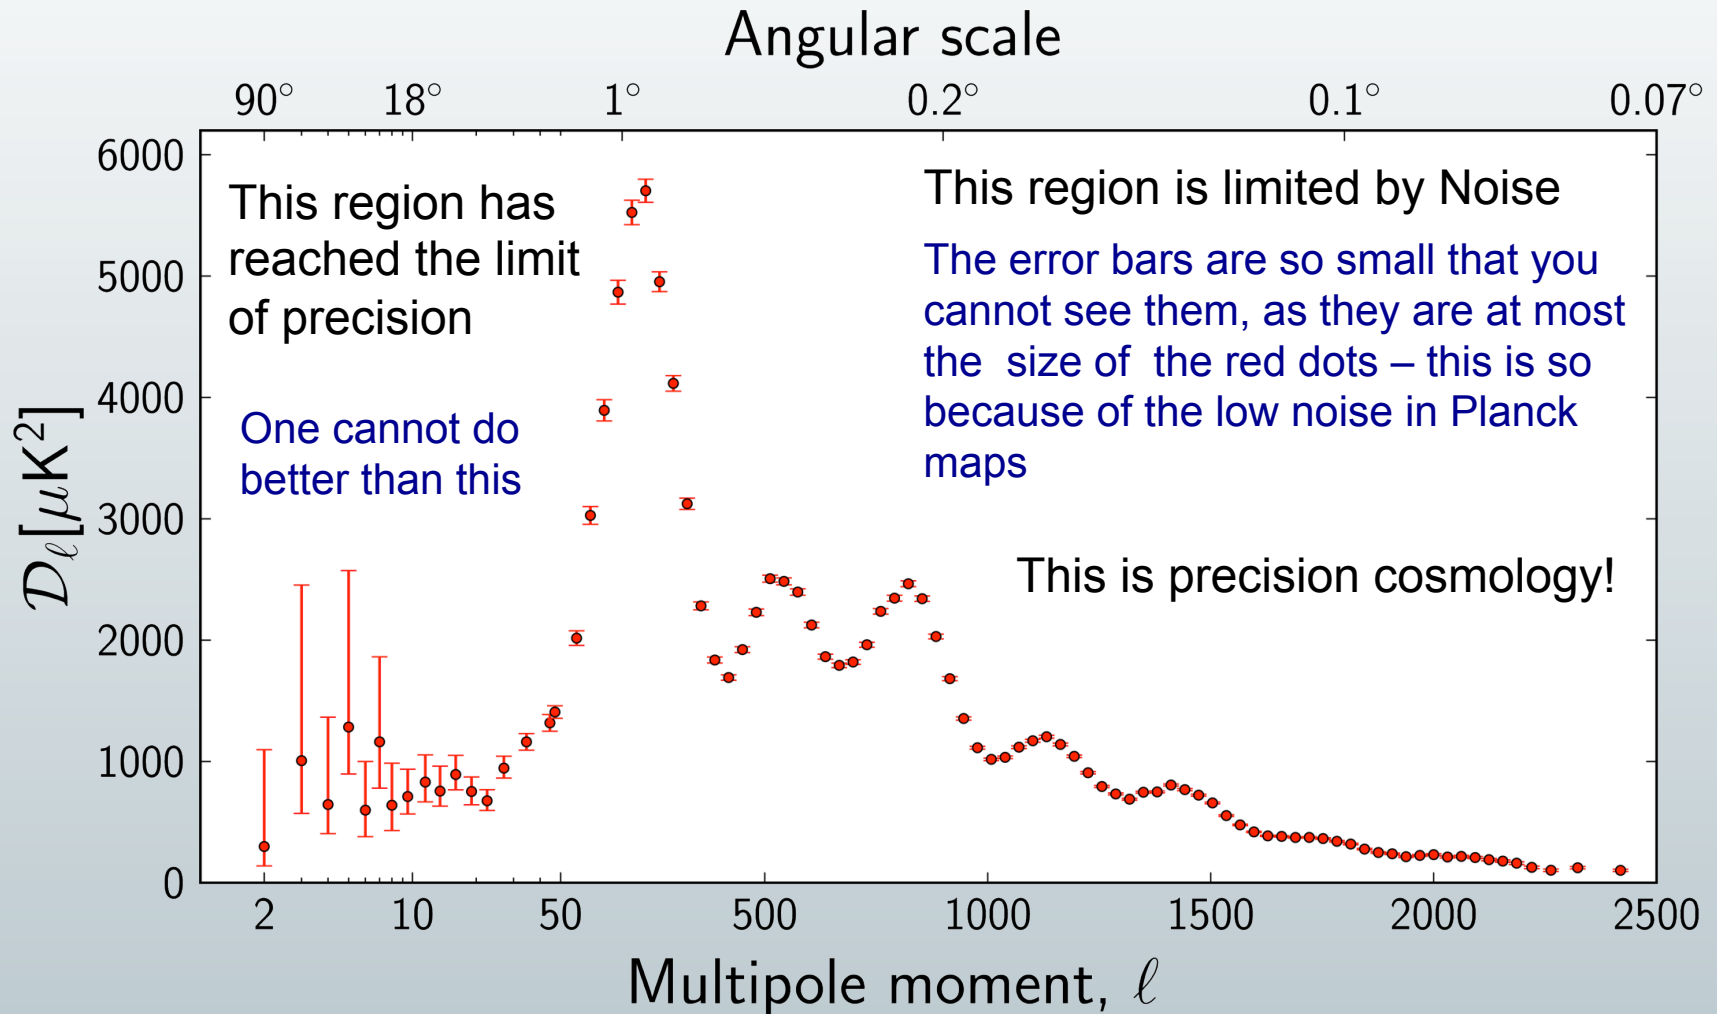 Angular scale
90° 18° 1° 0.2° 0.1° 0.07°
6000
5000
4000
3000
2000
1000
0
𝒟ℓ[μK²]
This region has
reached the limit
of precision
One cannot do
better than this
This region is limited by Noise
The error bars are so small that you
cannot see them, as they are at most
the size of the red dots – this is so
because of the low noise in Planck
maps
This is precision cosmology!
2 10 50 500 1000 1500 2000 2500
Multipole moment, ℓ